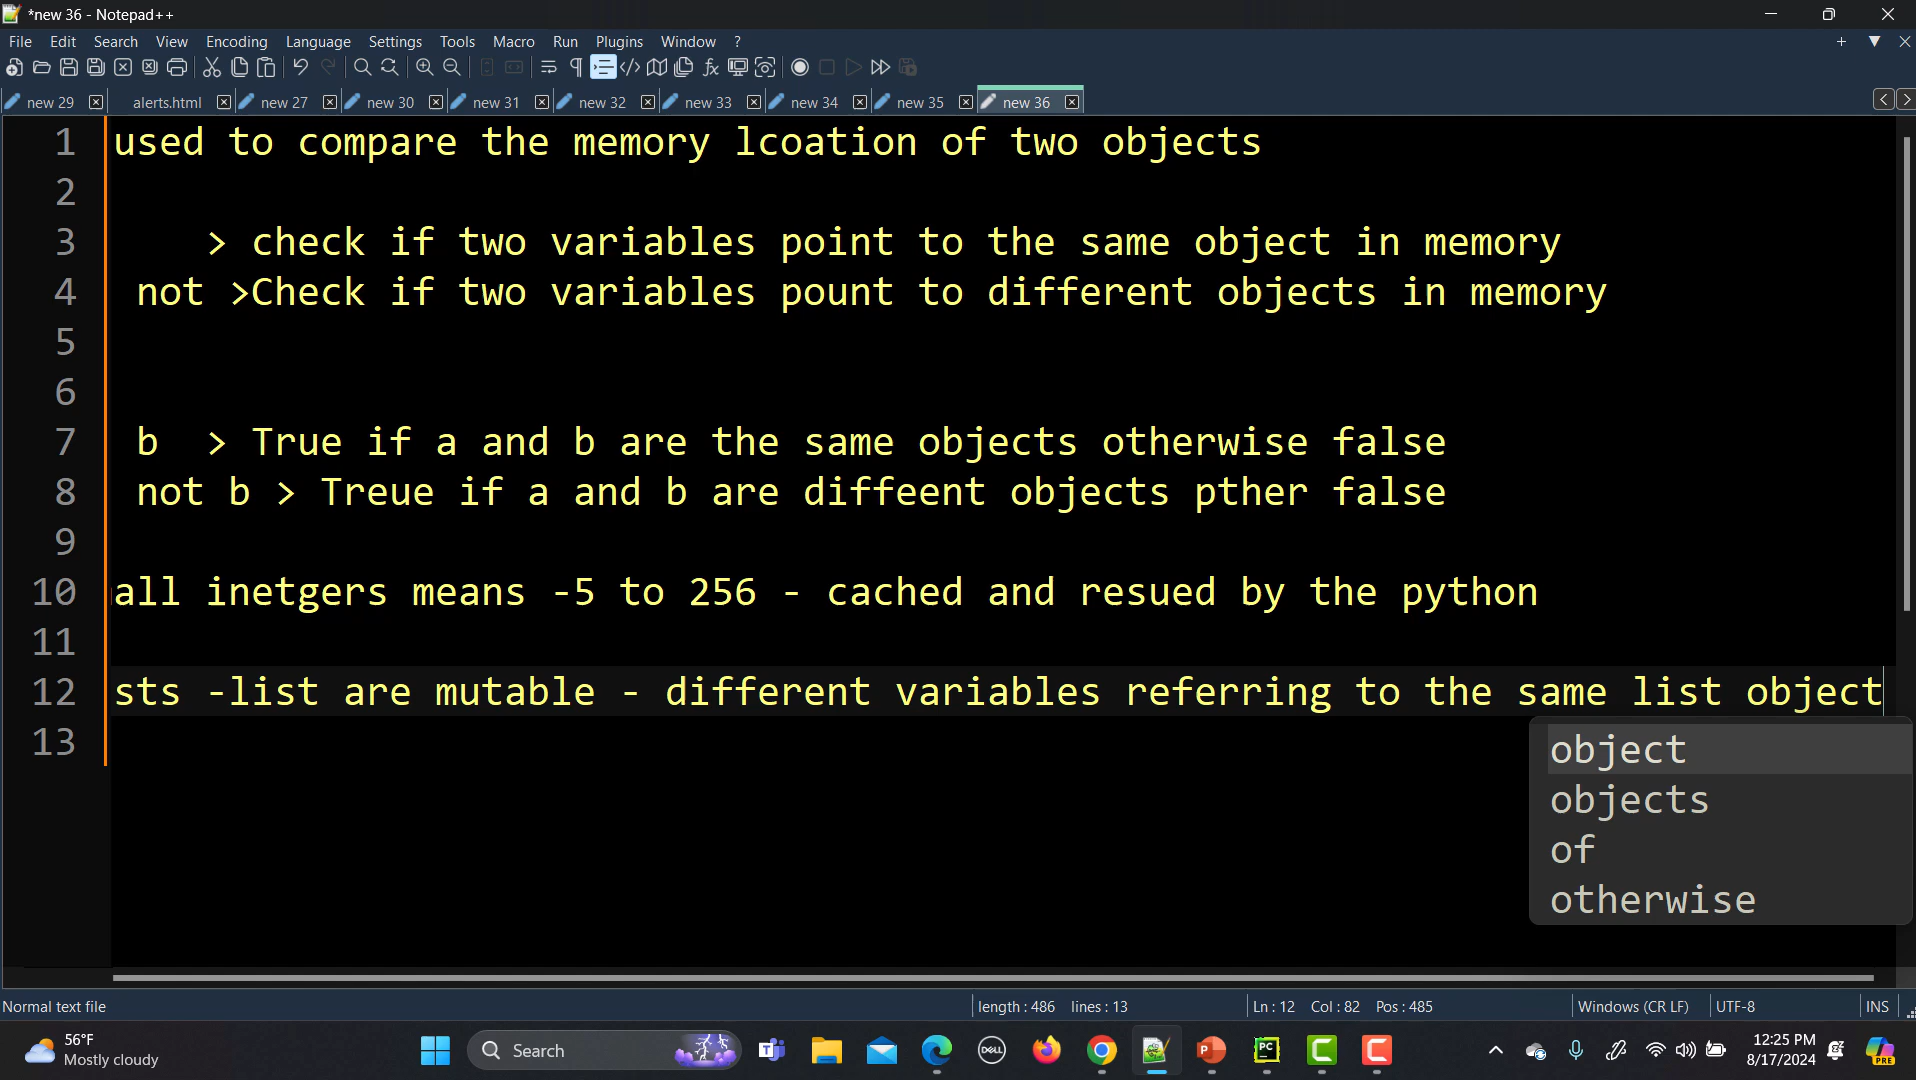 *new 36 - Notepad++
File Edit Search View Encoding Language Settings Tools Macro Run Plugins Window ?
new 29 alerts.html new 27 new 30 new 31 new 32 new 33 new 34 new 35 new 36
1 used to compare the memory lcoation of two objects
2
3 > check if two variables point to the same object in memory
4 not >Check if two variables pount to different objects in memory
5
6
7 b > True if a and b are the same objects otherwise false
8 not b > Treue if a and b are diffeent objects pther false
9
10 all inetgers means -5 to 256 - cached and resued by the python
11
12 sts -list are mutable - different variables referring to the same list object
13
object
objects
of
otherwise
Normal text file length : 486 lines : 13 Ln : 12 Col : 82 Pos : 485 Windows (CR LF) UTF-8 INS
56°F
Mostly cloudy
Search
DELL
PC
12:25 PM
8/17/2024
PRE